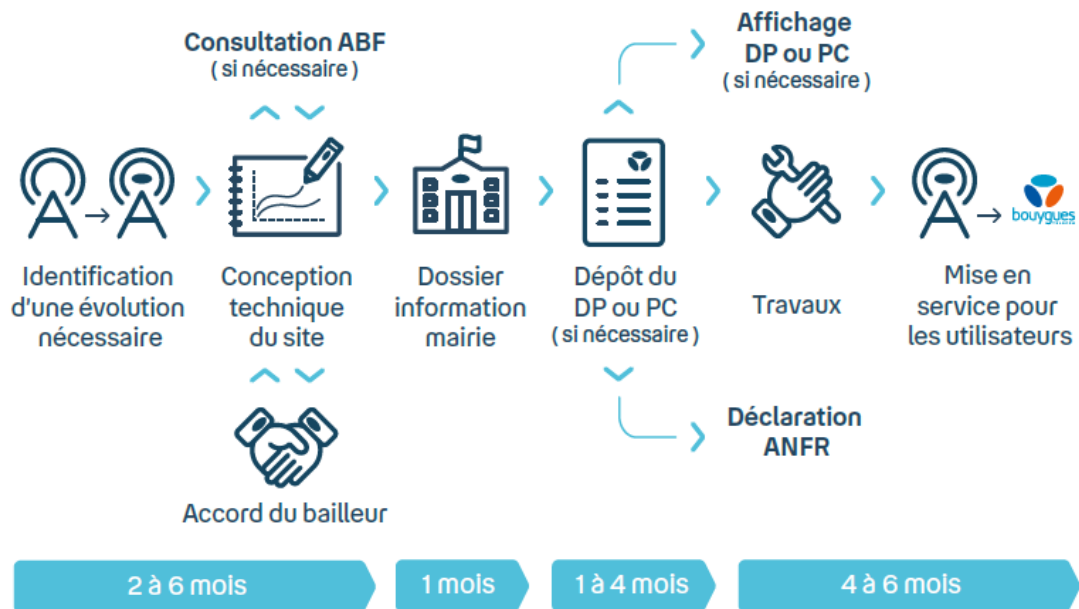 Consultation ABF
( si nécessaire )
Affichage
DP ou PC
( si nécessaire )
Identification
d'une évolution
nécessaire
Conception
technique
du site
Dossier
information
mairie
Dépôt du
DP ou PC
( si nécessaire )
Travaux
bouygues
Mise en
service pour
les utilisateurs
Accord du bailleur
Déclaration
ANFR
2 à 6 mois
1 mois
1 à 4 mois
4 à 6 mois